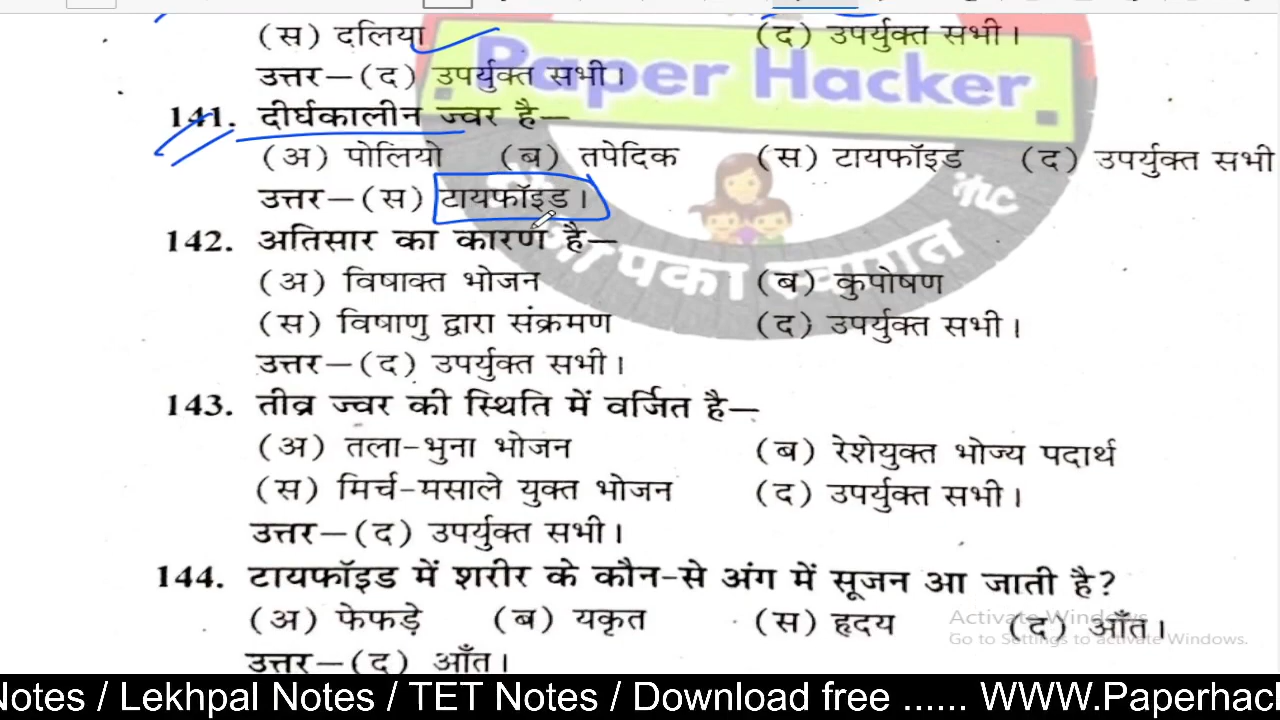 (स) दलिया (द) उपर्युक्त सभी।
उत्तर–(द) उपर्युक्त सभी।
Paper Hacker
141. दीर्घकालीन ज्वर है–
(अ) पोलियो (ब) तपेदिक (स) टायफॉइड (द) उपर्युक्त सभी
उत्तर–(स) टायफॉइड।
142. अतिसार का कारण है–
(अ) विषाक्त भोजन (ब) कुपोषण
(स) विषाणु द्वारा संक्रमण (द) उपर्युक्त सभी।
पका स्वागत
उत्तर–(द) उपर्युक्त सभी।
143. तीव्र ज्वर की स्थिति में वर्जित है–
(अ) तला-भुना भोजन (ब) रेशेयुक्त भोज्य पदार्थ
(स) मिर्च-मसाले युक्त भोजन (द) उपर्युक्त सभी।
उत्तर–(द) उपर्युक्त सभी।
144. टायफॉइड में शरीर के कौन-से अंग में सूजन आ जाती है?
(अ) फेफड़े (ब) यकृत (स) हृदय (द) आँत।
Activate Windows
Go to Settings to activate Windows.
उत्तर–(द) आँत।
Notes / Lekhpal Notes / TET Notes / Download free ...... WWW.Paperhac